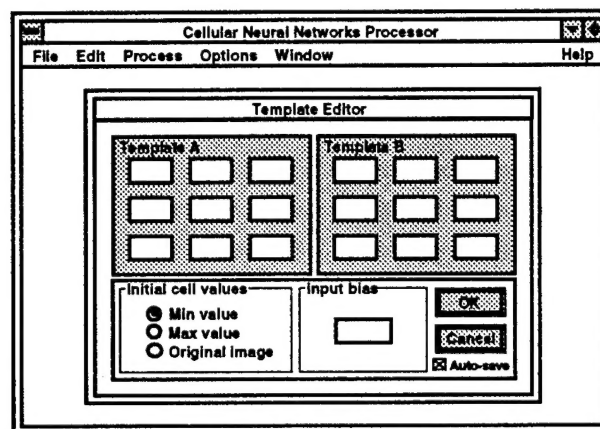 Cellular Neural Networks Processor
File Edit Process Options Window Help
Template Editor
Template A
Template B
Initial cell values
Min value
Max value
Original image
Input bias
OK
Cancel
Auto-save